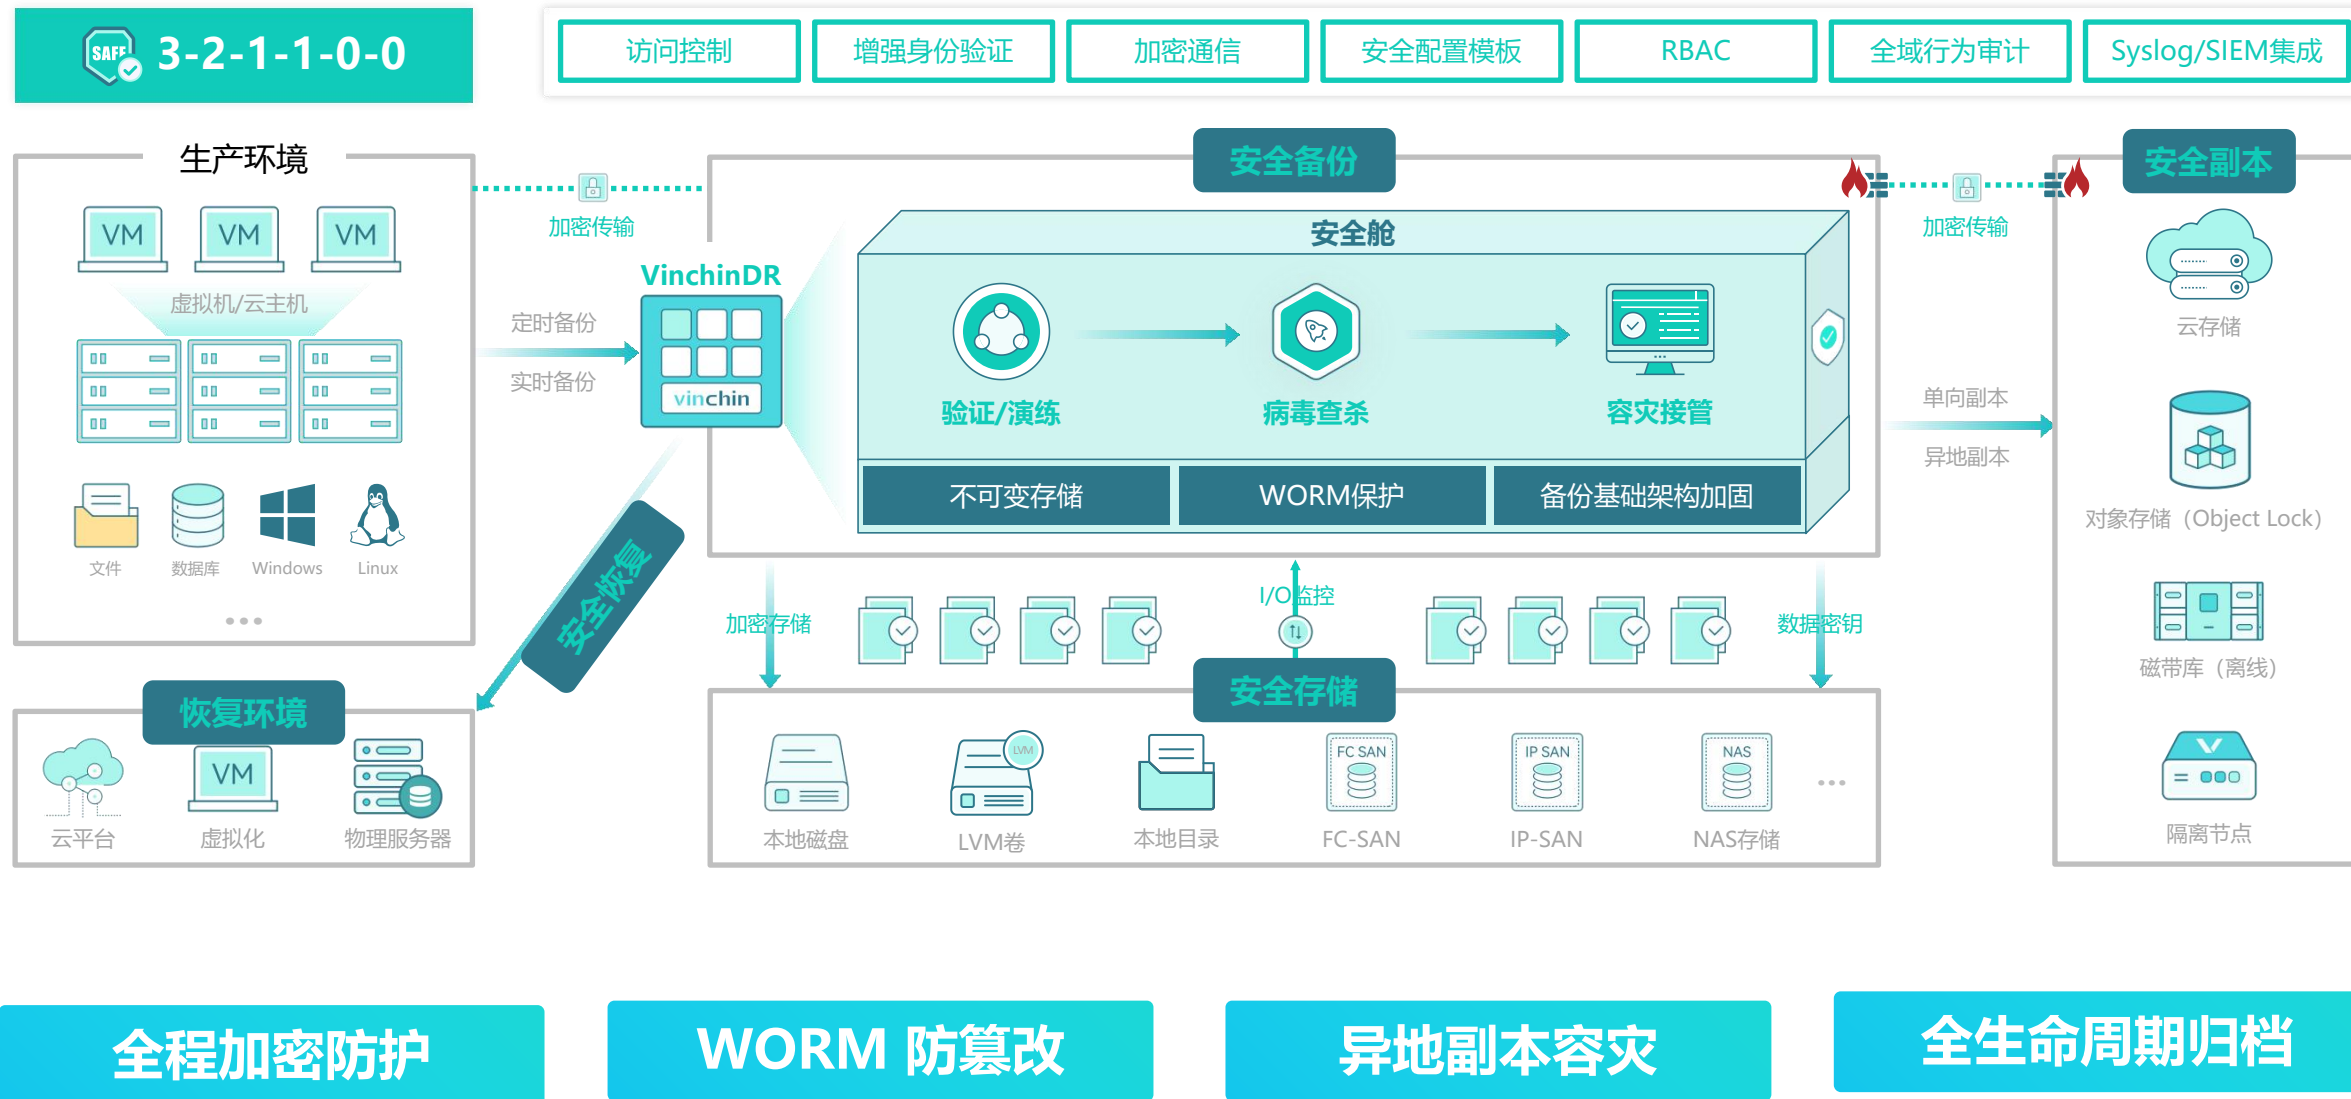 SAFE
3-2-1-1-0-0
访问控制
增强身份验证
加密通信
安全配置模板
RBAC
全域行为审计
Syslog/SIEM集成
生产环境
VM
VM
VM
虚拟机/云主机
文件
数据库
Windows
Linux
加密传输
定时备份
实时备份
VinchinDR
vinchin
安全备份
安全舱
验证/演练
病毒查杀
容灾接管
不可变存储
WORM保护
备份基础架构加固
加密传输
单向副本
异地副本
安全副本
云存储
对象存储（Object Lock）
磁带库（离线）
隔离节点
安全恢复
加密存储
I/O监控
数据密钥
恢复环境
VM
云平台
虚拟化
物理服务器
安全存储
LVM
FC SAN
IP SAN
NAS
本地磁盘
LVM卷
本地目录
FC-SAN
IP-SAN
NAS存储
全程加密防护
WORM 防篡改
异地副本容灾
全生命周期归档